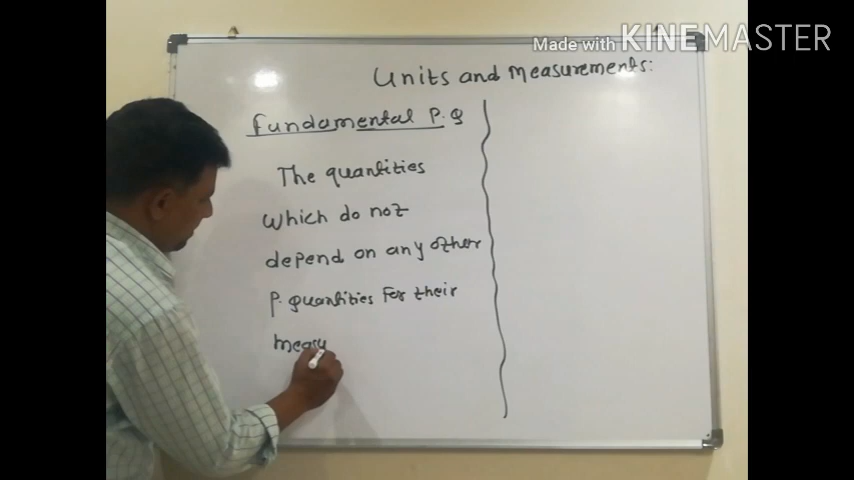 Made with KINEMASTER
Units and measurements:
Fundamental P.Q
The quantities
which do not
depend on any other
P. quantities for their
measu